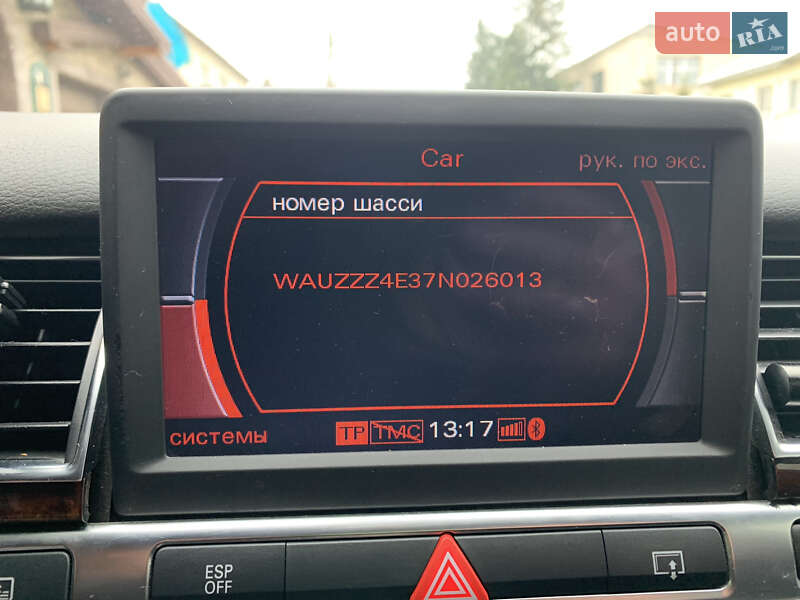 auto RIA
Car
рук. по экс.
номер шасси
WAUZZZ4E37N026013
системы
TP TMC 13:17
ESP
OFF